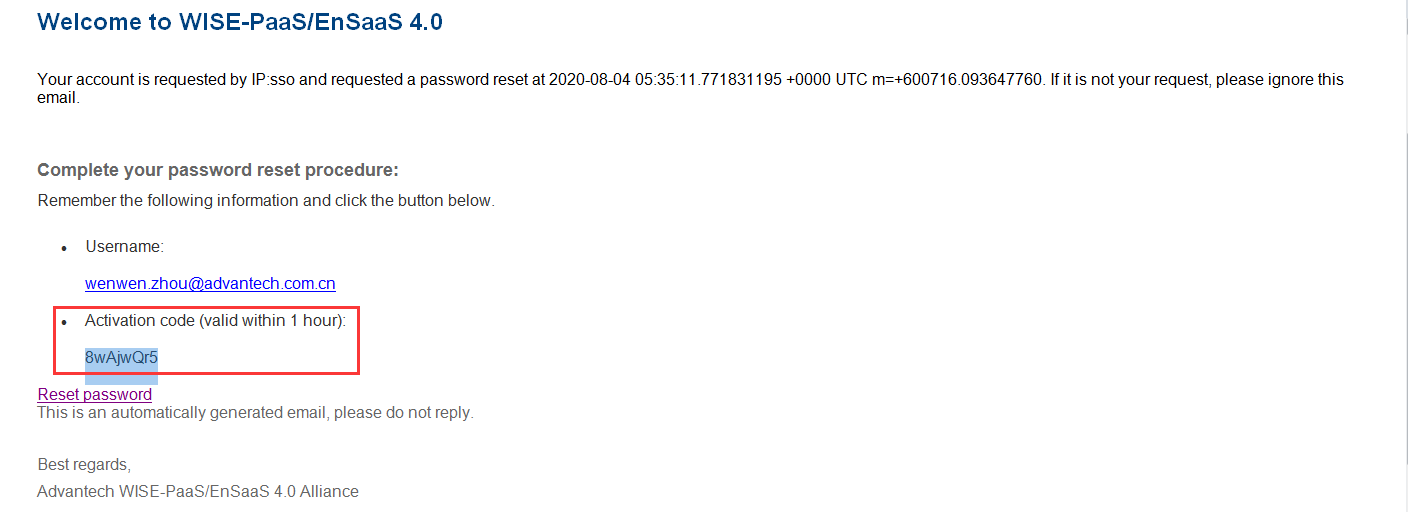 Welcome to WISE-PaaS/EnSaaS 4.0
Your account is requested by IP:sso and requested a password reset at 2020-08-04 05:35:11.771831195 +0000 UTC m=+600716.093647760. If it is not your request, please ignore this
email.
Complete your password reset procedure:
Remember the following information and click the button below.
• Username:
wenwen.zhou@advantech.com.cn
• Activation code (valid within 1 hour):
8wAjwQr5
Reset password
This is an automatically generated email, please do not reply.
Best regards,
Advantech WISE-PaaS/EnSaaS 4.0 Alliance